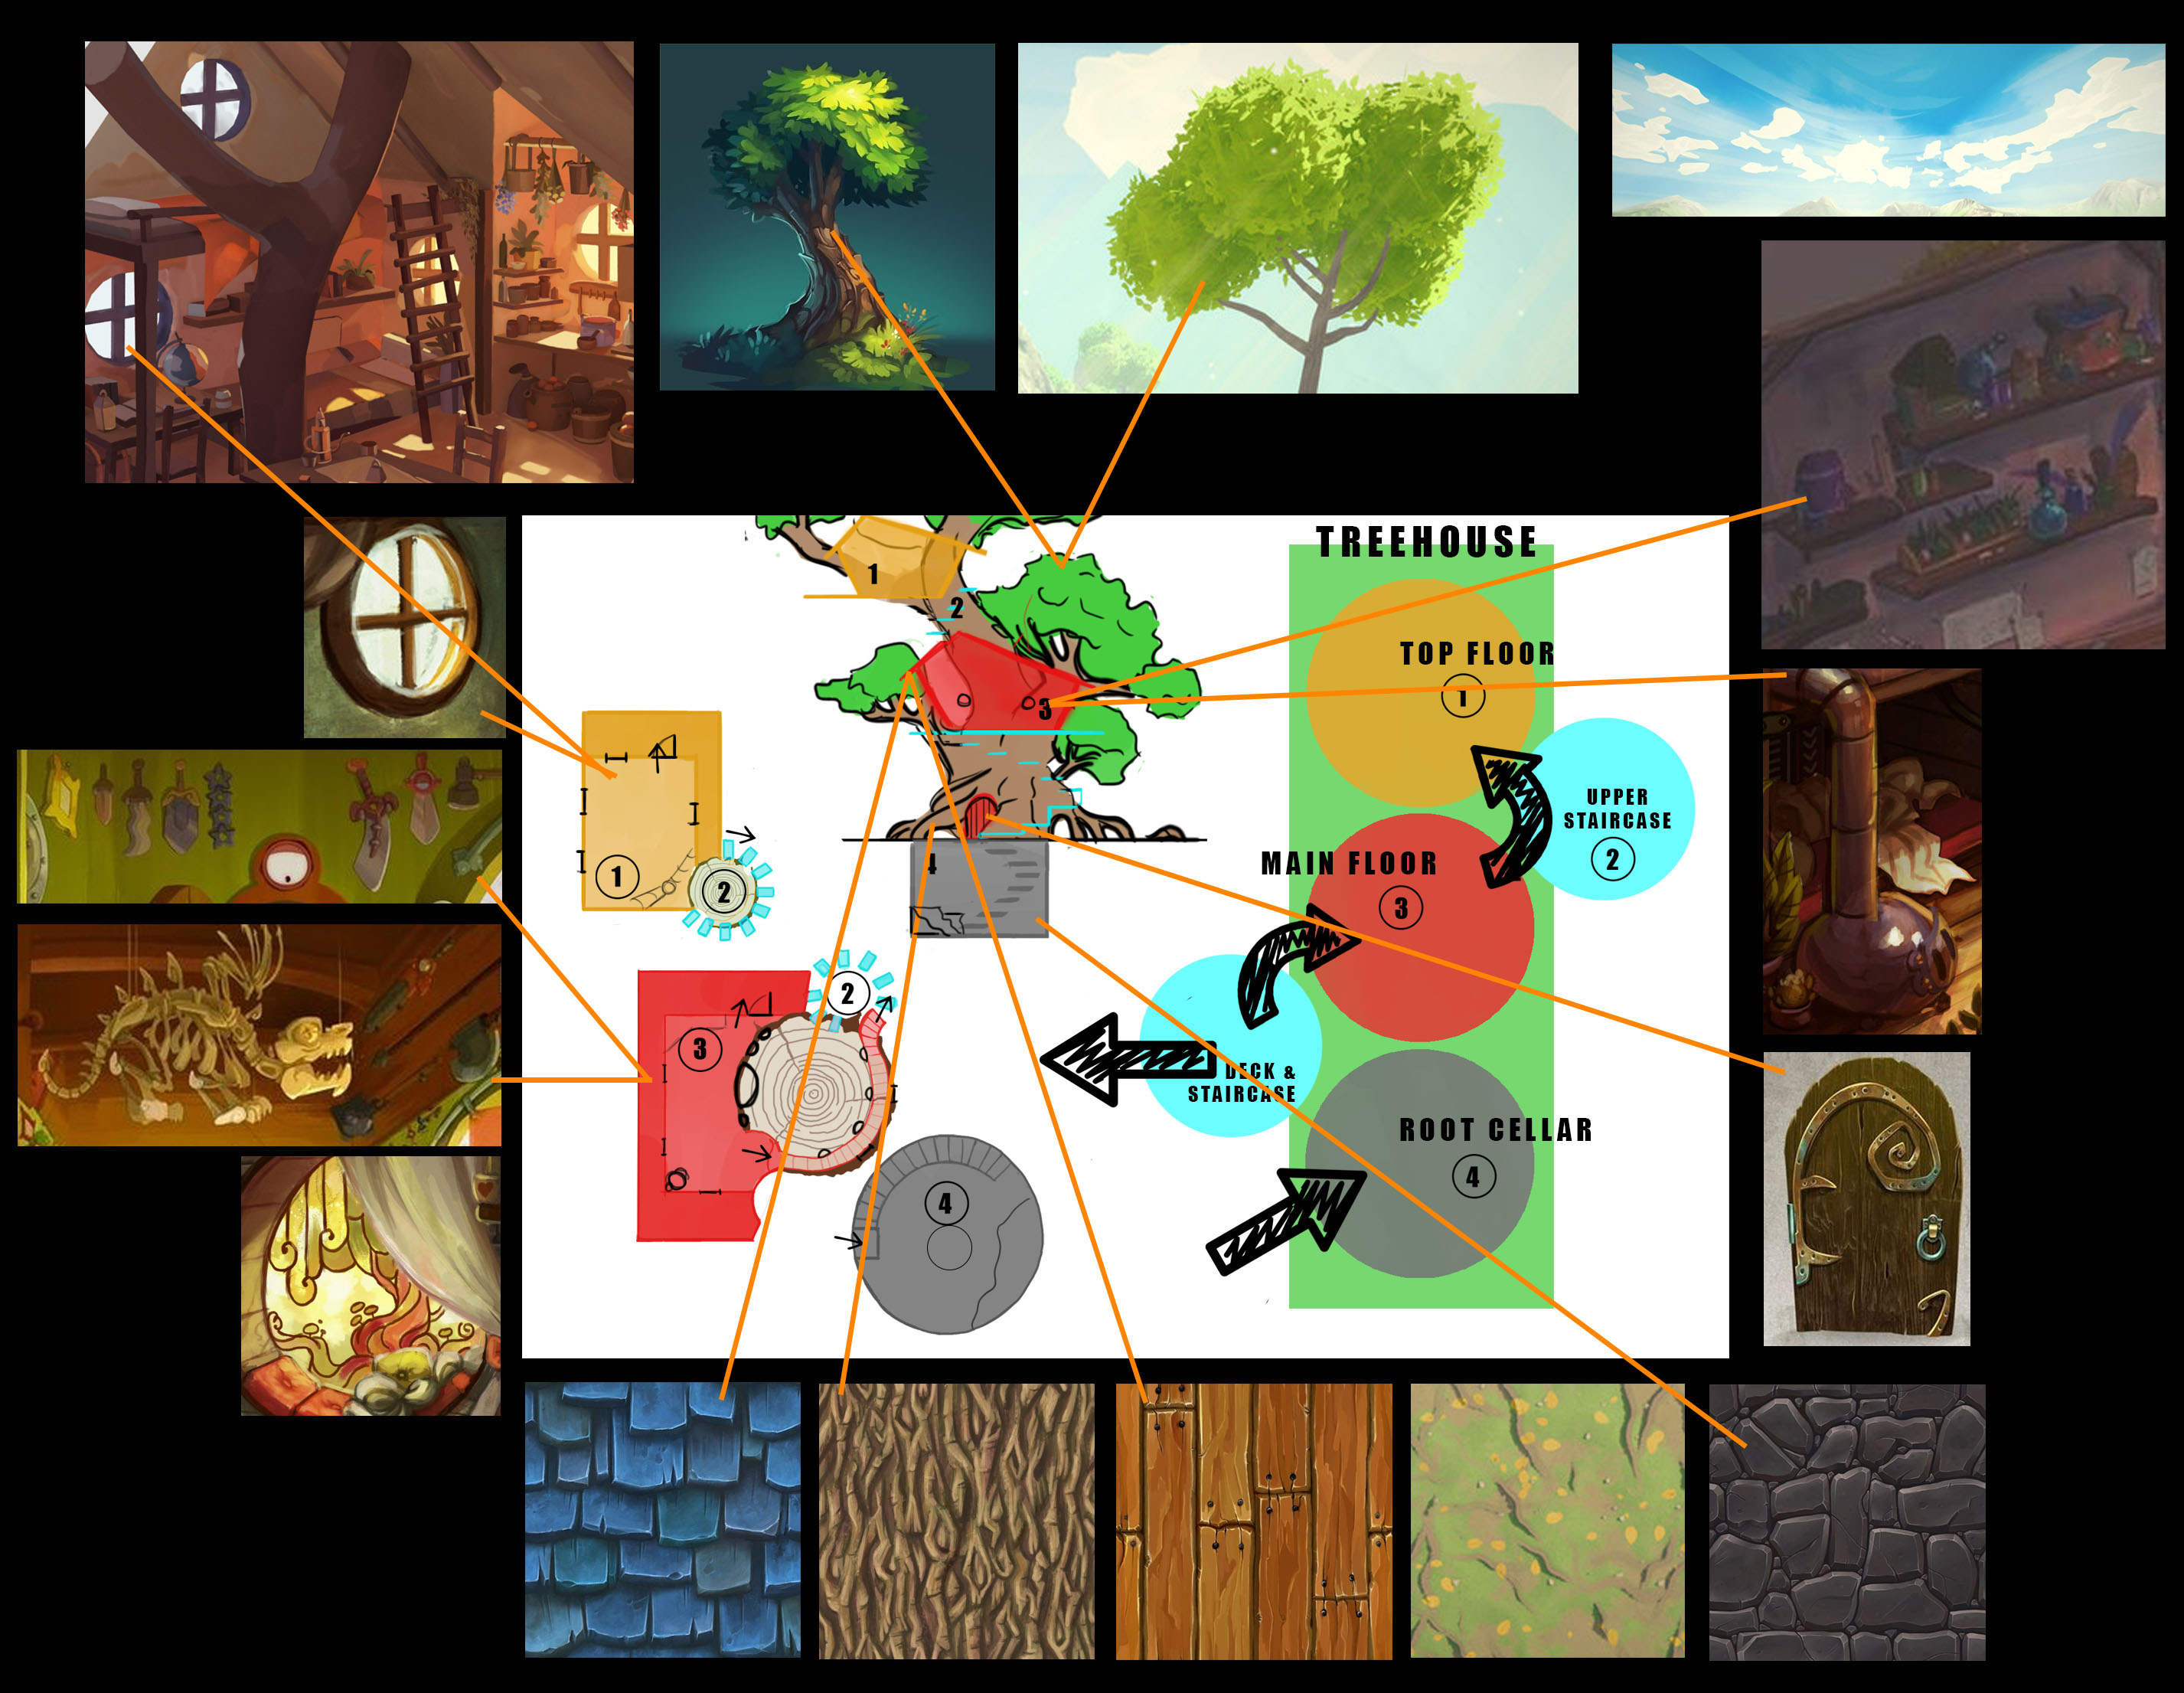 TREEHOUSE
1
2
TOP FLOOR
1
3
UPPER
STAIRCASE
2
MAIN FLOOR
3
4
1
2
2
3
DECK &
STAIRCASE
ROOT CELLAR
4
4